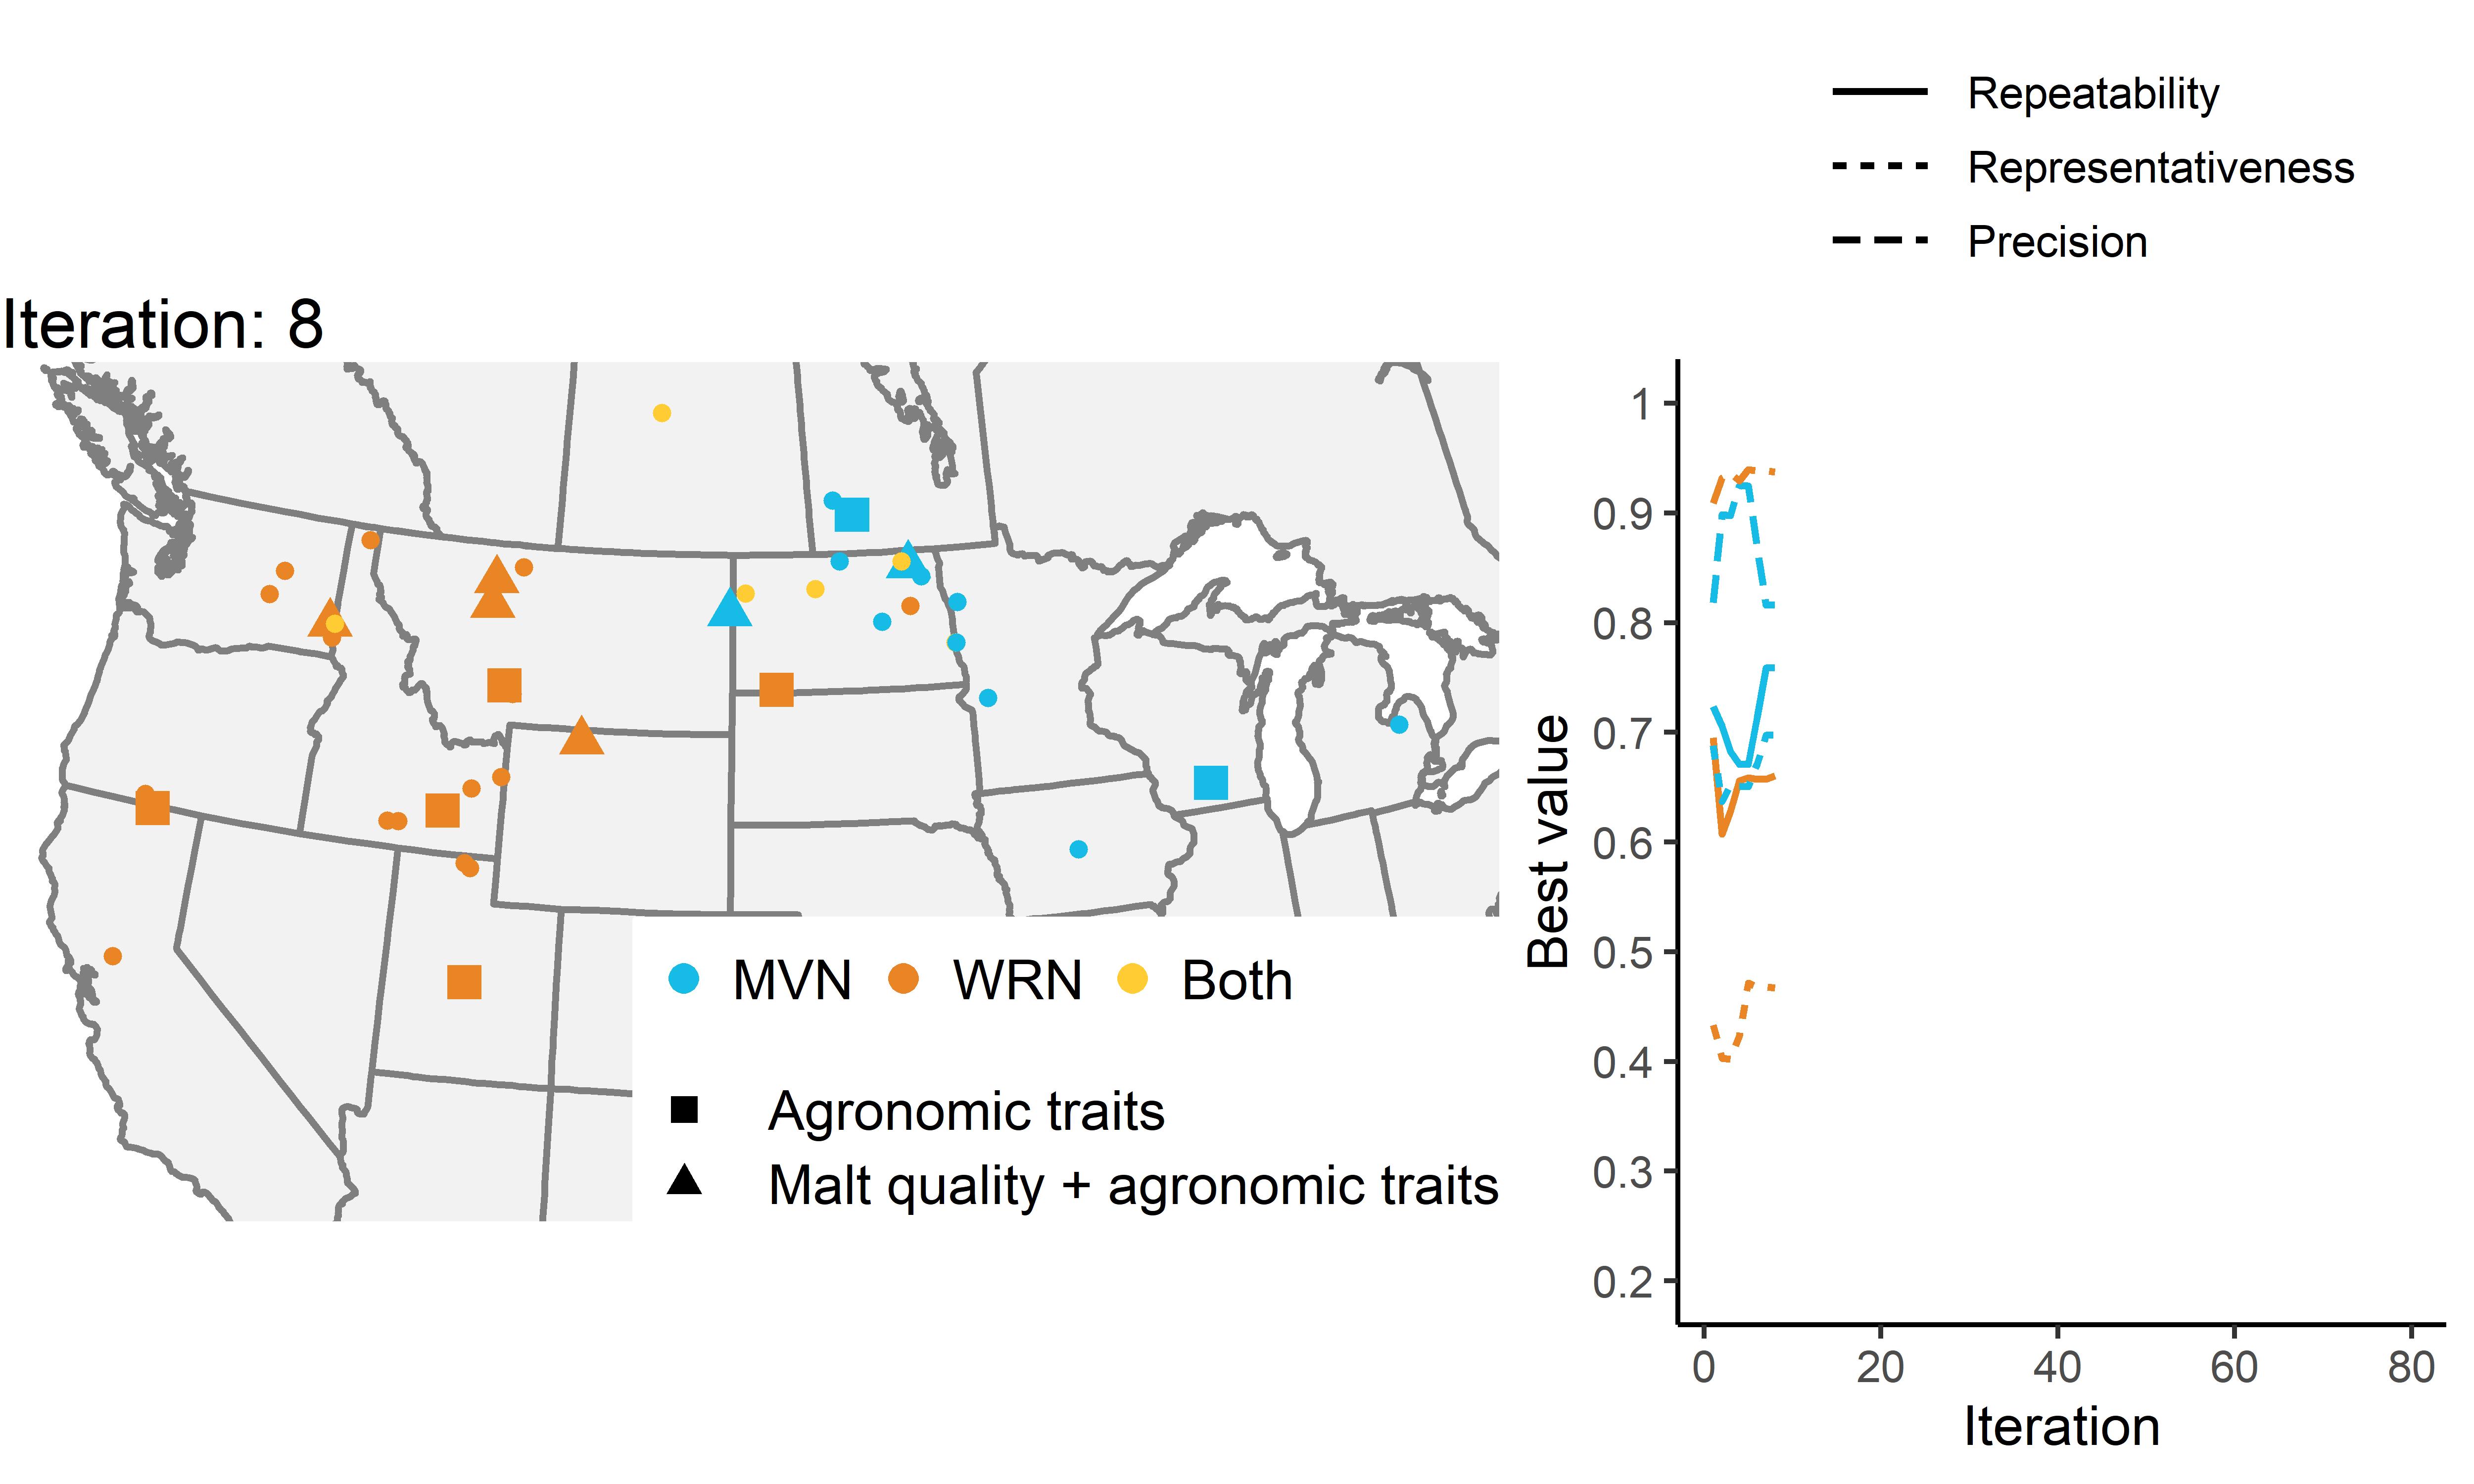 Repeatability
Representativeness
Precision
Iteration: 8
MVN WRN Both
Agronomic traits
Malt quality + agronomic traits
Best value
1
0.9
0.8
0.7
0.6
0.5
0.4
0.3
0.2
0 20 40 60 80
Iteration